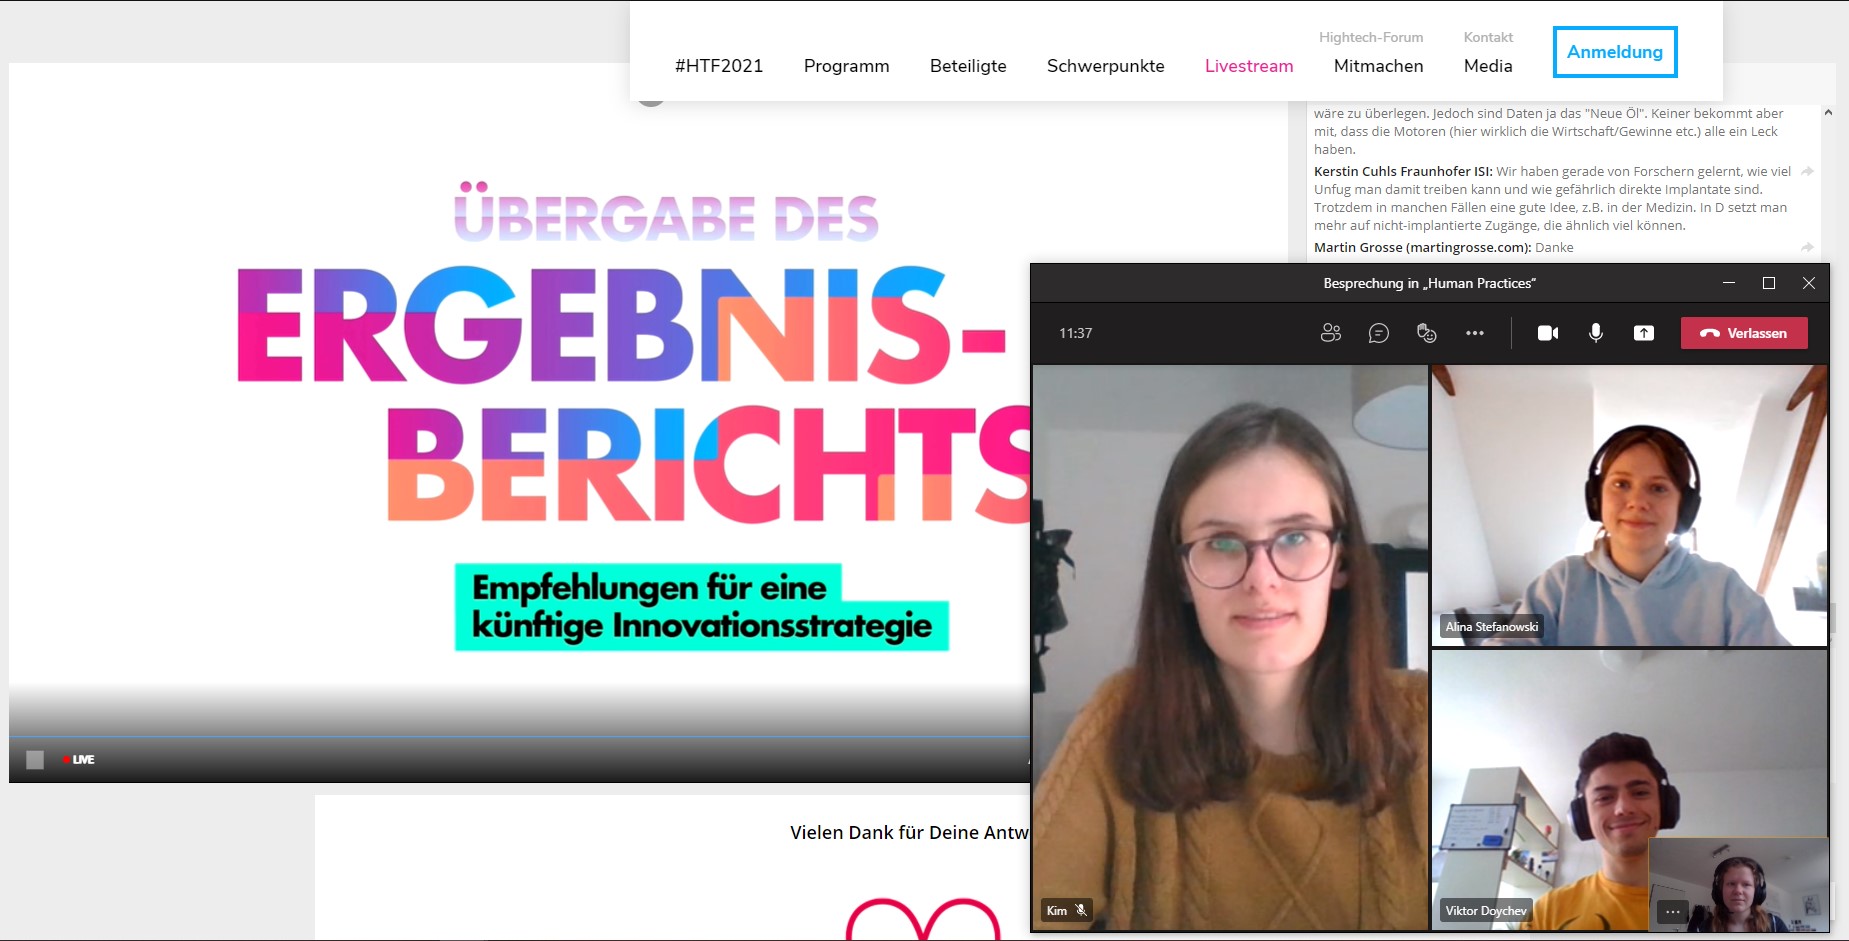 Hightech-Forum Kontakt
#HTF2021 Programm Beteiligte Schwerpunkte Livestream Mitmachen Media Anmeldung
ÜBERGABE DES
ERGEBNIS-
BERICHTS
Empfehlungen für eine
künftige Innovationsstrategie
LIVE
Vielen Dank für Deine Antw
wäre zu überlegen. Jedoch sind Daten ja das "Neue Öl". Keiner bekommt aber
mit, dass die Motoren (hier wirklich die Wirtschaft/Gewinne etc.) alle ein Leck
haben.
Kerstin Cuhls Fraunhofer ISI: Wir haben gerade von Forschern gelernt, wie viel
Unfug man damit treiben kann und wie gefährlich direkte Implantate sind.
Trotzdem in manchen Fällen eine gute Idee, z.B. in der Medizin. In D setzt man
mehr auf nicht-implantierte Zugänge, die ähnlich viel können.
Martin Grosse (martingrosse.com): Danke
Besprechung in „Human Practices“
11:37 Verlassen
Alina Stefanowski
Kim
Viktor Doychev